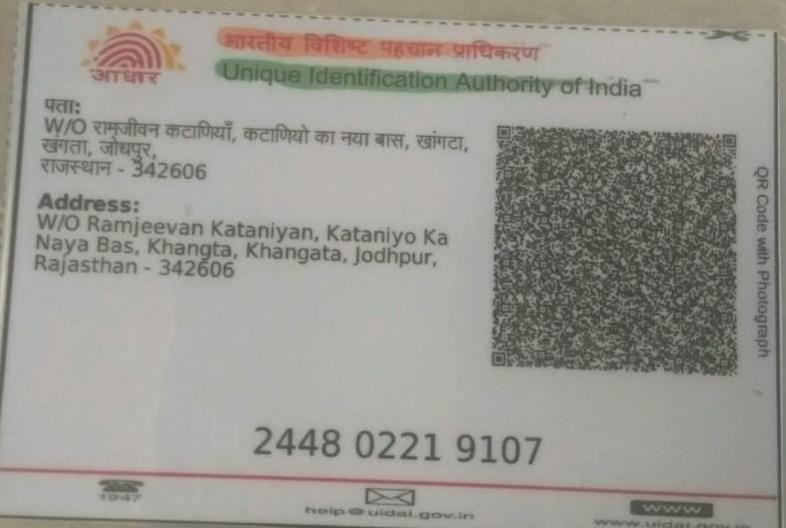 भारतीय विशिष्ट पहचान प्राधिकरण
Unique Identification Authority of India
आधार
पता:
W/O रामजीवन कटाणियाँ, कटाणियो का नया बास, खांगटा,
खंगता, जोधपुर,
राजस्थान - 342606
Address:
W/O Ramjeevan Kataniyan, Kataniyo Ka
Naya Bas, Khangta, Khangata, Jodhpur,
Rajasthan - 342606
QR Code with Photograph
2448 0221 9107
1947
help@uidai.gov.in
www
www.uidai.gov.in